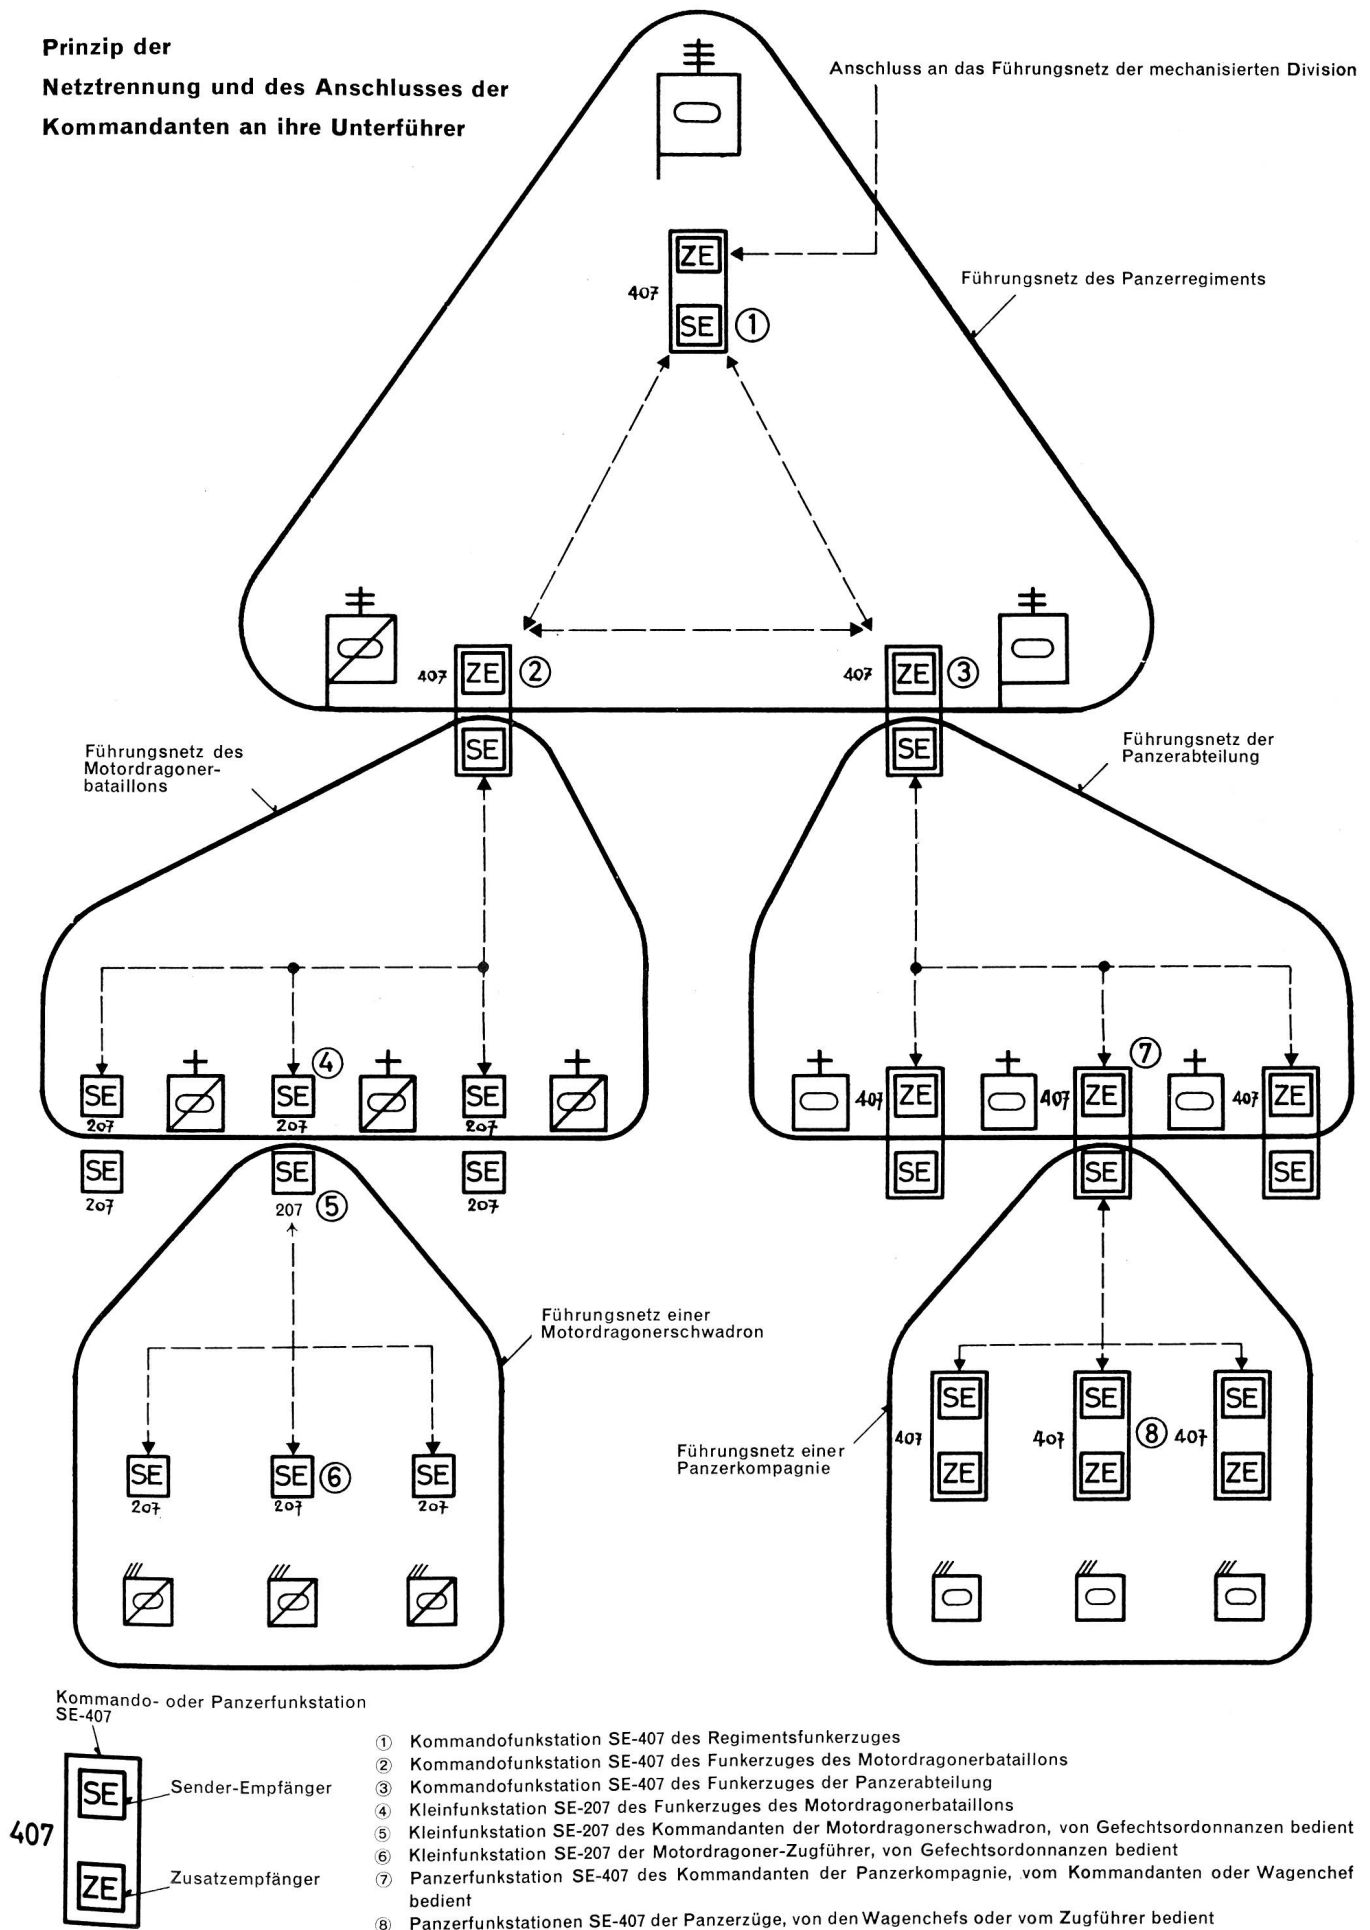 Prinzip der
Netztrennung und des Anschlusses der
Kommandanten an ihre Unterführer
Anschluss an das Führungsnetz der mechanisierten Division
ZE
407
SE ①
Führungsnetz des Panzerregiments
407 ZE ②
407 ZE ③
SE
SE
Führungsnetz des
Motordragoner-
bataillons
Führungsnetz der
Panzerabteilung
④
⑦
SE SE SE
207 207 207
407 ZE 407 ZE 407 ZE
SE SE SE
207 207 ⑤ 207
SE SE SE
Führungsnetz einer
Motordragonerschwadron
SE SE ⑥ SE
207 207 207
SE SE SE
407 407 ⑧ 407
ZE ZE ZE
Führungsnetz einer
Panzerkompagnie
Kommando- oder Panzerfunkstation
SE-407
SE Sender-Empfänger
407
ZE Zusatzempfänger
① Kommandofunkstation SE-407 des Regimentsfunkerzuges
② Kommandofunkstation SE-407 des Funkerzuges des Motordragonerbataillons
③ Kommandofunkstation SE-407 des Funkerzuges der Panzerabteilung
④ Kleinfunkstation SE-207 des Funkerzuges des Motordragonerbataillons
⑤ Kleinfunkstation SE-207 des Kommandanten der Motordragonerschwadron, von Gefechtsordonnanzen bedient
⑥ Kleinfunkstation SE-207 der Motordragoner-Zugführer, von Gefechtsordonnanzen bedient
⑦ Panzerfunkstation SE-407 des Kommandanten der Panzerkompagnie, vom Kommandanten oder Wagenchef
bedient
⑧ Panzerfunkstationen SE-407 der Panzerzüge, von den Wagenchefs oder vom Zugführer bedient